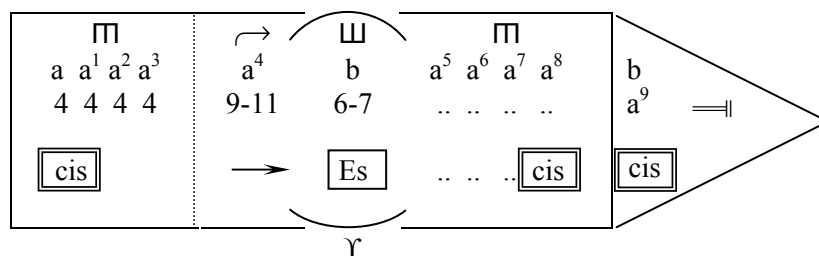 Ш Ш Ш
a a¹ a² a³ a⁴ b a⁵ a⁶ a⁷ a⁸ b
4 4 4 4 9-11 6-7 .. .. .. .. a⁹
cis Es .. .. .. cis cis
ϒ